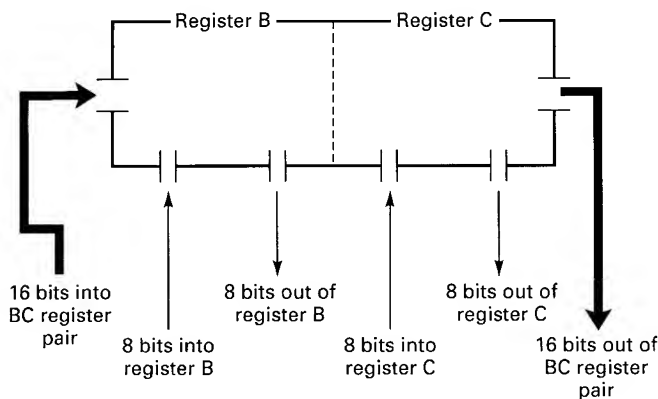 Register B
Register C
16 bits into
BC register
pair
8 bits into
register B
8 bits out of
register B
8 bits into
register C
8 bits out of
register C
16 bits out of
BC register
pair